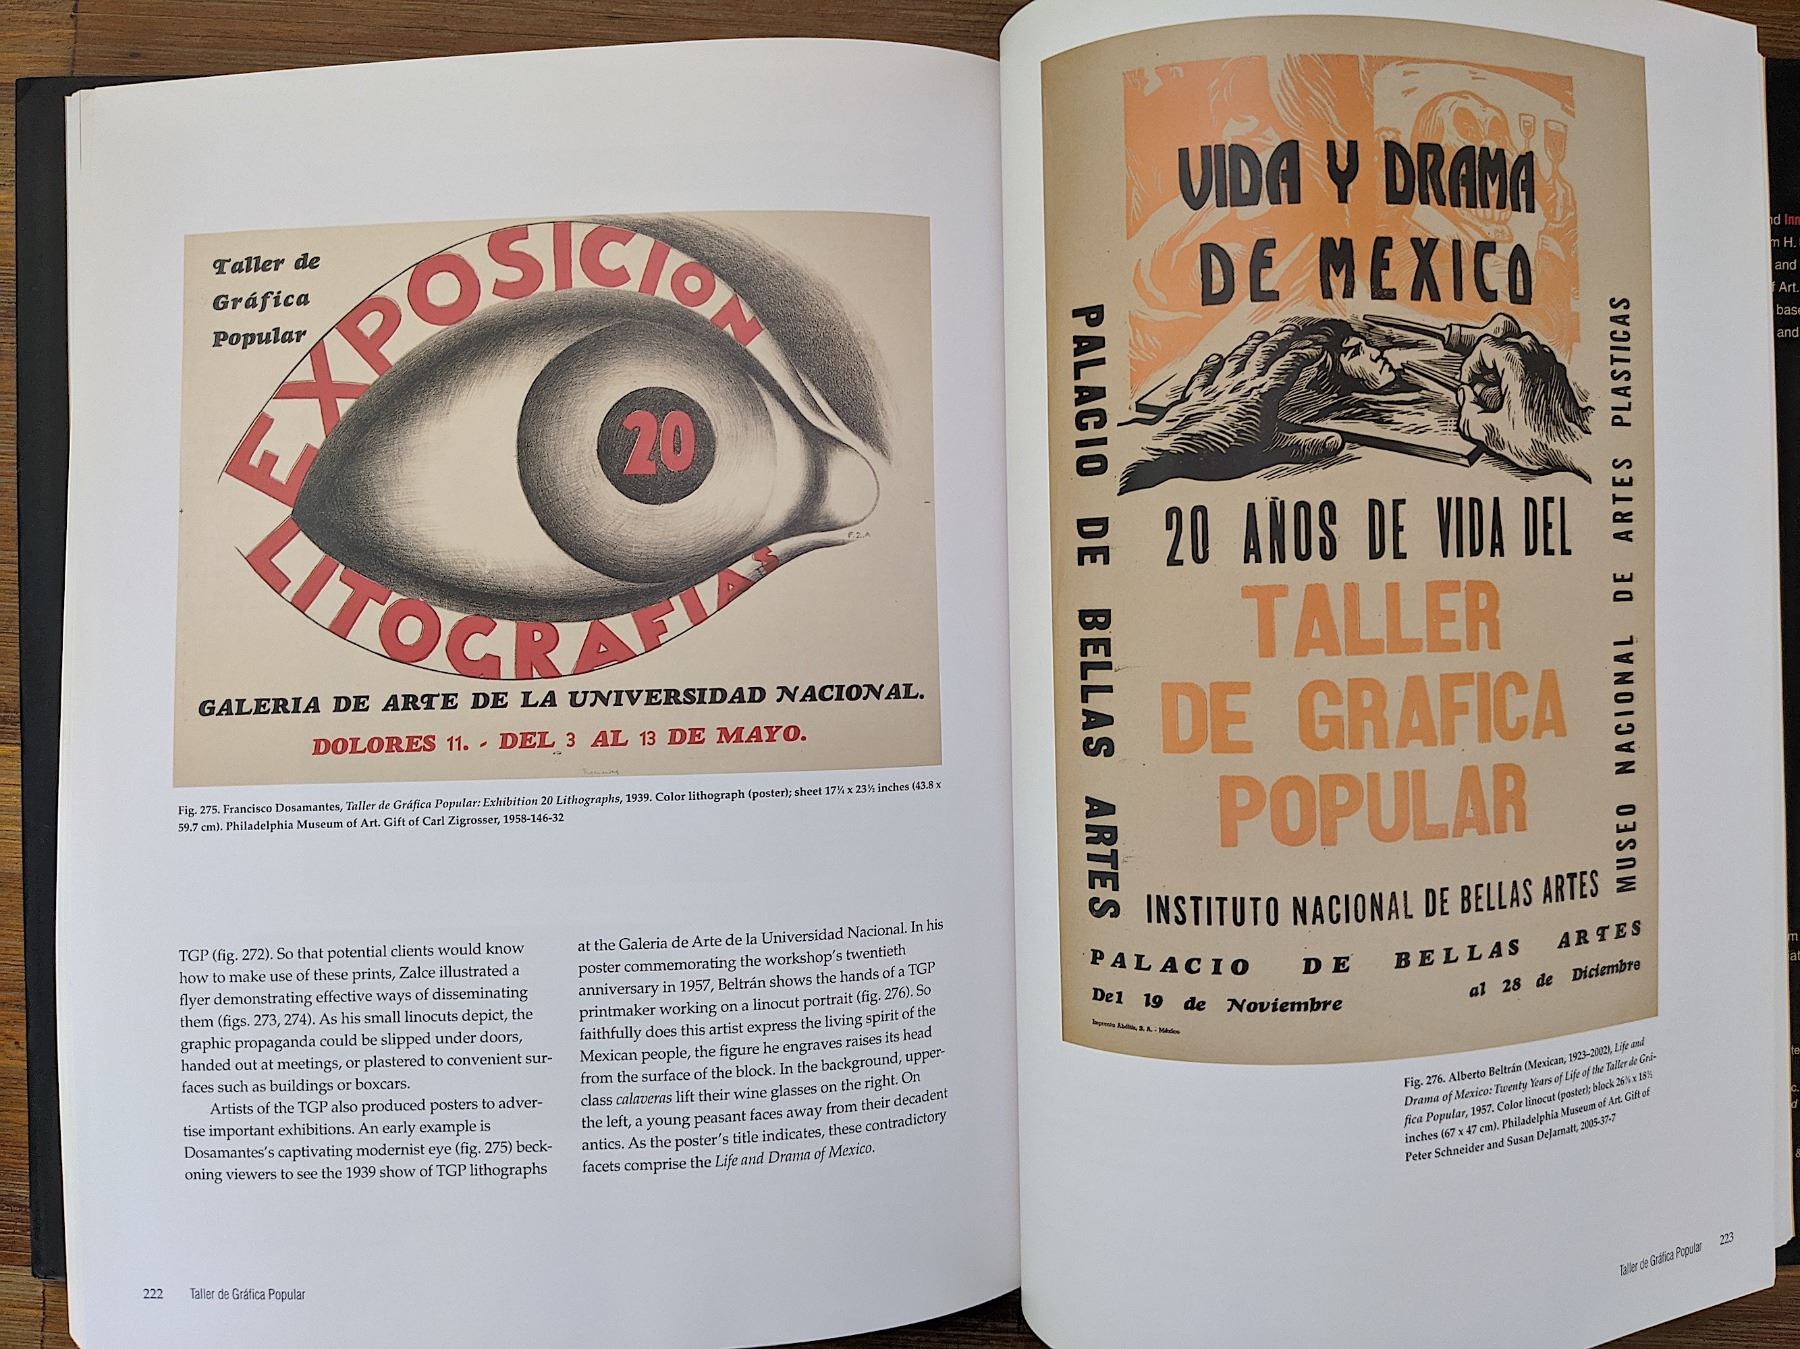 Taller de
Gráfica
Popular
EXPOSICION
20
LITOGRAFIAS
F.Z.A
GALERIA DE ARTE DE LA UNIVERSIDAD NACIONAL.
DOLORES 11. - DEL 3 AL 13 DE MAYO.
Fig. 275. Francisco Dosamantes, Taller de Gráfica Popular: Exhibition 20 Lithographs, 1939. Color lithograph (poster); sheet 17¼ x 23½ inches (43.8 x
59.7 cm). Philadelphia Museum of Art. Gift of Carl Zigrosser, 1958-146-32
TGP (fig. 272). So that potential clients would know
how to make use of these prints, Zalce illustrated a
flyer demonstrating effective ways of disseminating
them (figs. 273, 274). As his small linocuts depict, the
graphic propaganda could be slipped under doors,
handed out at meetings, or plastered to convenient sur-
faces such as buildings or boxcars.
Artists of the TGP also produced posters to adver-
tise important exhibitions. An early example is
Dosamantes's captivating modernist eye (fig. 275) beck-
oning viewers to see the 1939 show of TGP lithographs
at the Galeria de Arte de la Universidad Nacional. In his
poster commemorating the workshop's twentieth
anniversary in 1957, Beltrán shows the hands of a TGP
printmaker working on a linocut portrait (fig. 276). So
faithfully does this artist express the living spirit of the
Mexican people, the figure he engraves raises its head
from the surface of the block. In the background, upper-
class calaveras lift their wine glasses on the right. On
the left, a young peasant faces away from their decadent
antics. As the poster's title indicates, these contradictory
facets comprise the Life and Drama of Mexico.
222 Taller de Gráfica Popular
VIDA Y DRAMA
DE MEXICO
PALACIO DE BELLAS ARTES
MUSEO NACIONAL DE ARTES PLASTICAS
20 AÑOS DE VIDA DEL
TALLER
DE GRAFICA
POPULAR
INSTITUTO NACIONAL DE BELLAS ARTES
PALACIO DE BELLAS ARTES
Del 19 de Noviembre al 28 de Diciembre
Imprenta S. A. - México
Fig. 276. Alberto Beltrán (Mexican, 1923–2002), Life and
Drama of Mexico: Twenty Years of Life of the Taller de Grá-
fica Popular, 1957. Color linocut (poster); block 26⅜ x 18½
inches (67 x 47 cm). Philadelphia Museum of Art. Gift of
Peter Schneider and Susan DeJarnatt, 2005-37-7
Taller de Gráfica Popular 223
and
Art.
and